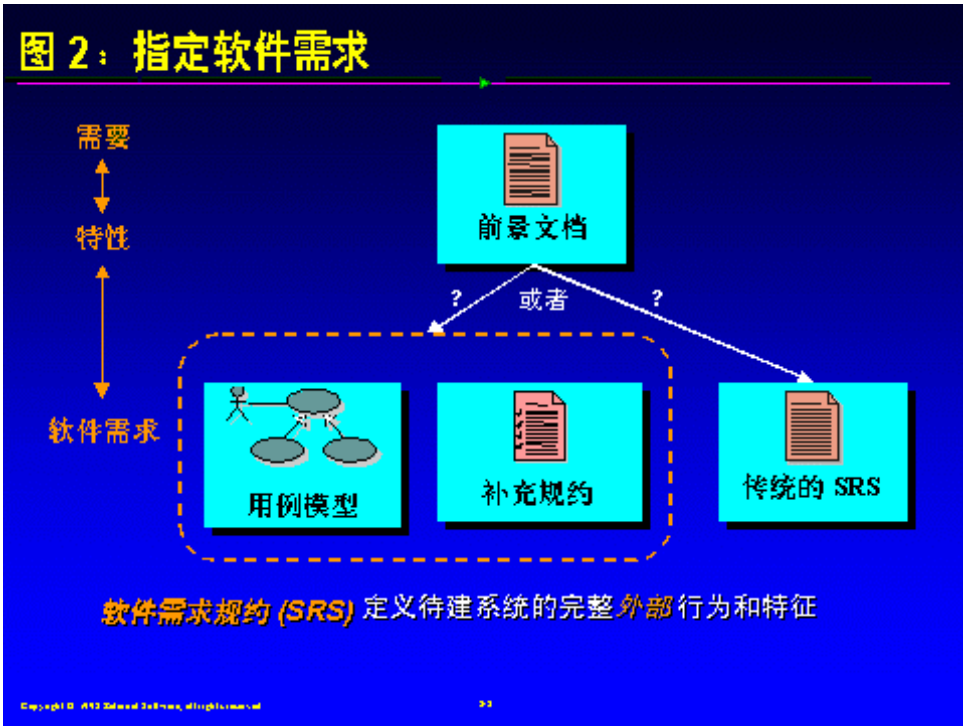 图 2：指定软件需求
需要
特性
软件需求
前景文档
? 或者 ?
用例模型
补充规约
传统的 SRS
软件需求规约 (SRS) 定义待建系统的完整外部行为和特征